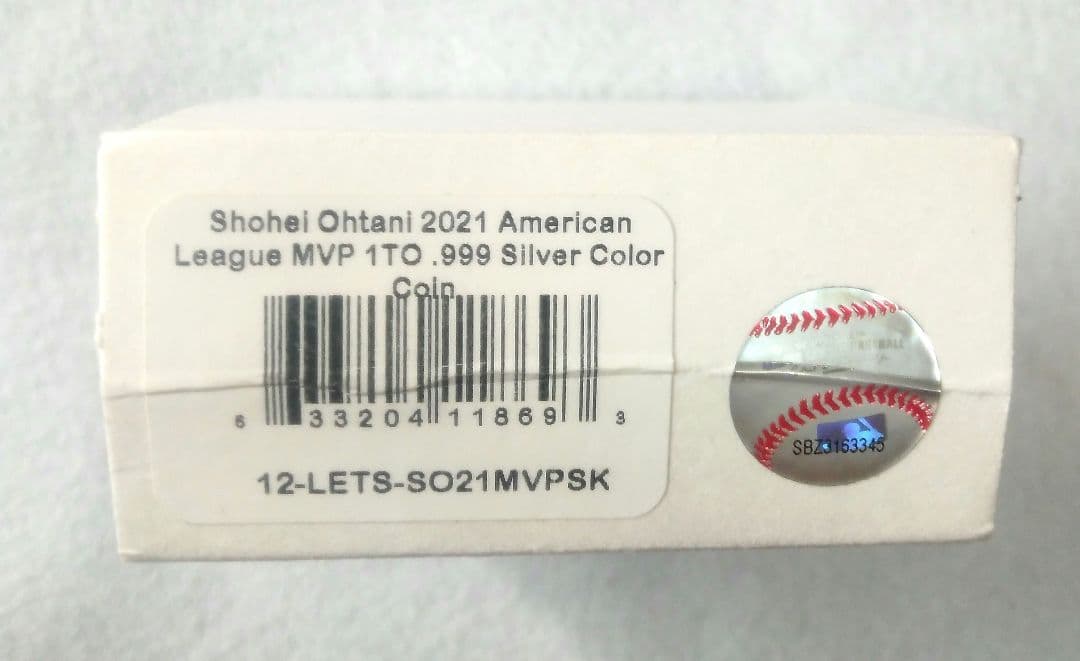 Shohei Ohtani 2021 American
League MVP 1TO .999 Silver Color
Coin
6 33204 11869 3
12-LETS-SO21MVPSK
SBZ3163345